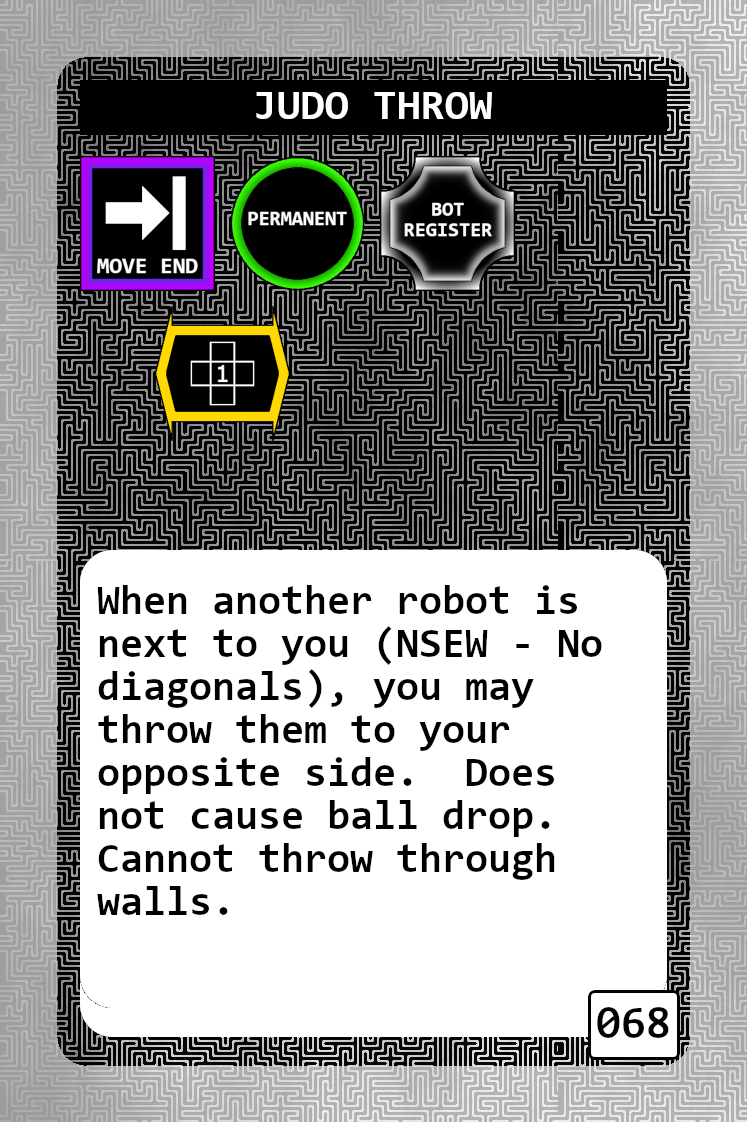 JUDO THROW
MOVE END
PERMANENT
BOT
REGISTER
1
When another robot is
next to you (NSEW - No
diagonals), you may
throw them to your
opposite side.  Does
not cause ball drop.
Cannot throw through
walls.
068